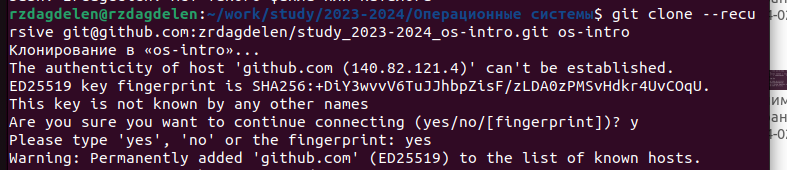 rzdagdelen@rzdagdelen:~/work/study/2023-2024/Операционные системы$ git clone --recu
rsive git@github.com:zrdagdelen/study_2023-2024_os-intro.git os-intro
Клонирование в «os-intro»...
The authenticity of host 'github.com (140.82.121.4)' can't be established.
ED25519 key fingerprint is SHA256:+DiY3wvvV6TuJJhbpZisF/zLDA0zPMSvHdkr4UvCOqU.
This key is not known by any other names
Are you sure you want to continue connecting (yes/no/[fingerprint])? y
Please type 'yes', 'no' or the fingerprint: yes
Warning: Permanently added 'github.com' (ED25519) to the list of known hosts.